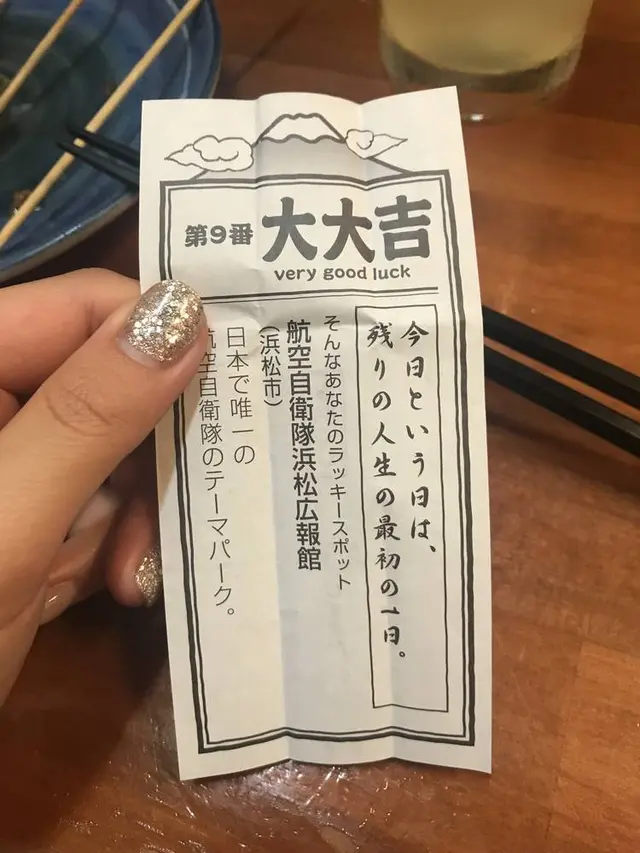 第9番 大大吉
very good luck
今日という日は、
残りの人生の最初の一日。
そんなあなたのラッキースポット
航空自衛隊浜松広報館
(浜松市)
日本で唯一の
航空自衛隊のテーマパーク。